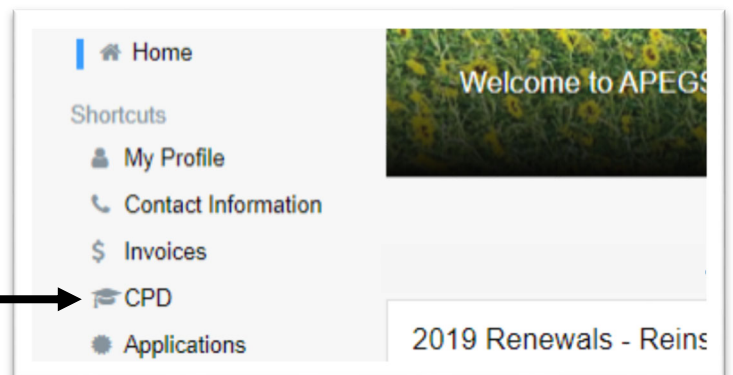 Home
Shortcuts
My Profile
Contact Information
$ Invoices
CPD
Applications
Welcome to APEGS
2019 Renewals - Reins